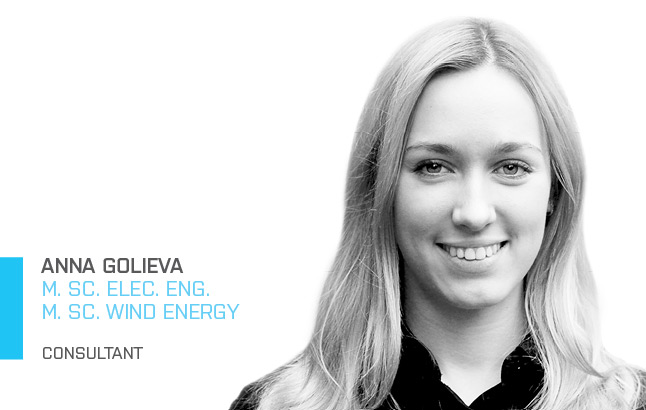 ANNA GOLIEVA
M. SC. ELEC. ENG.
M. SC. WIND ENERGY
CONSULTANT